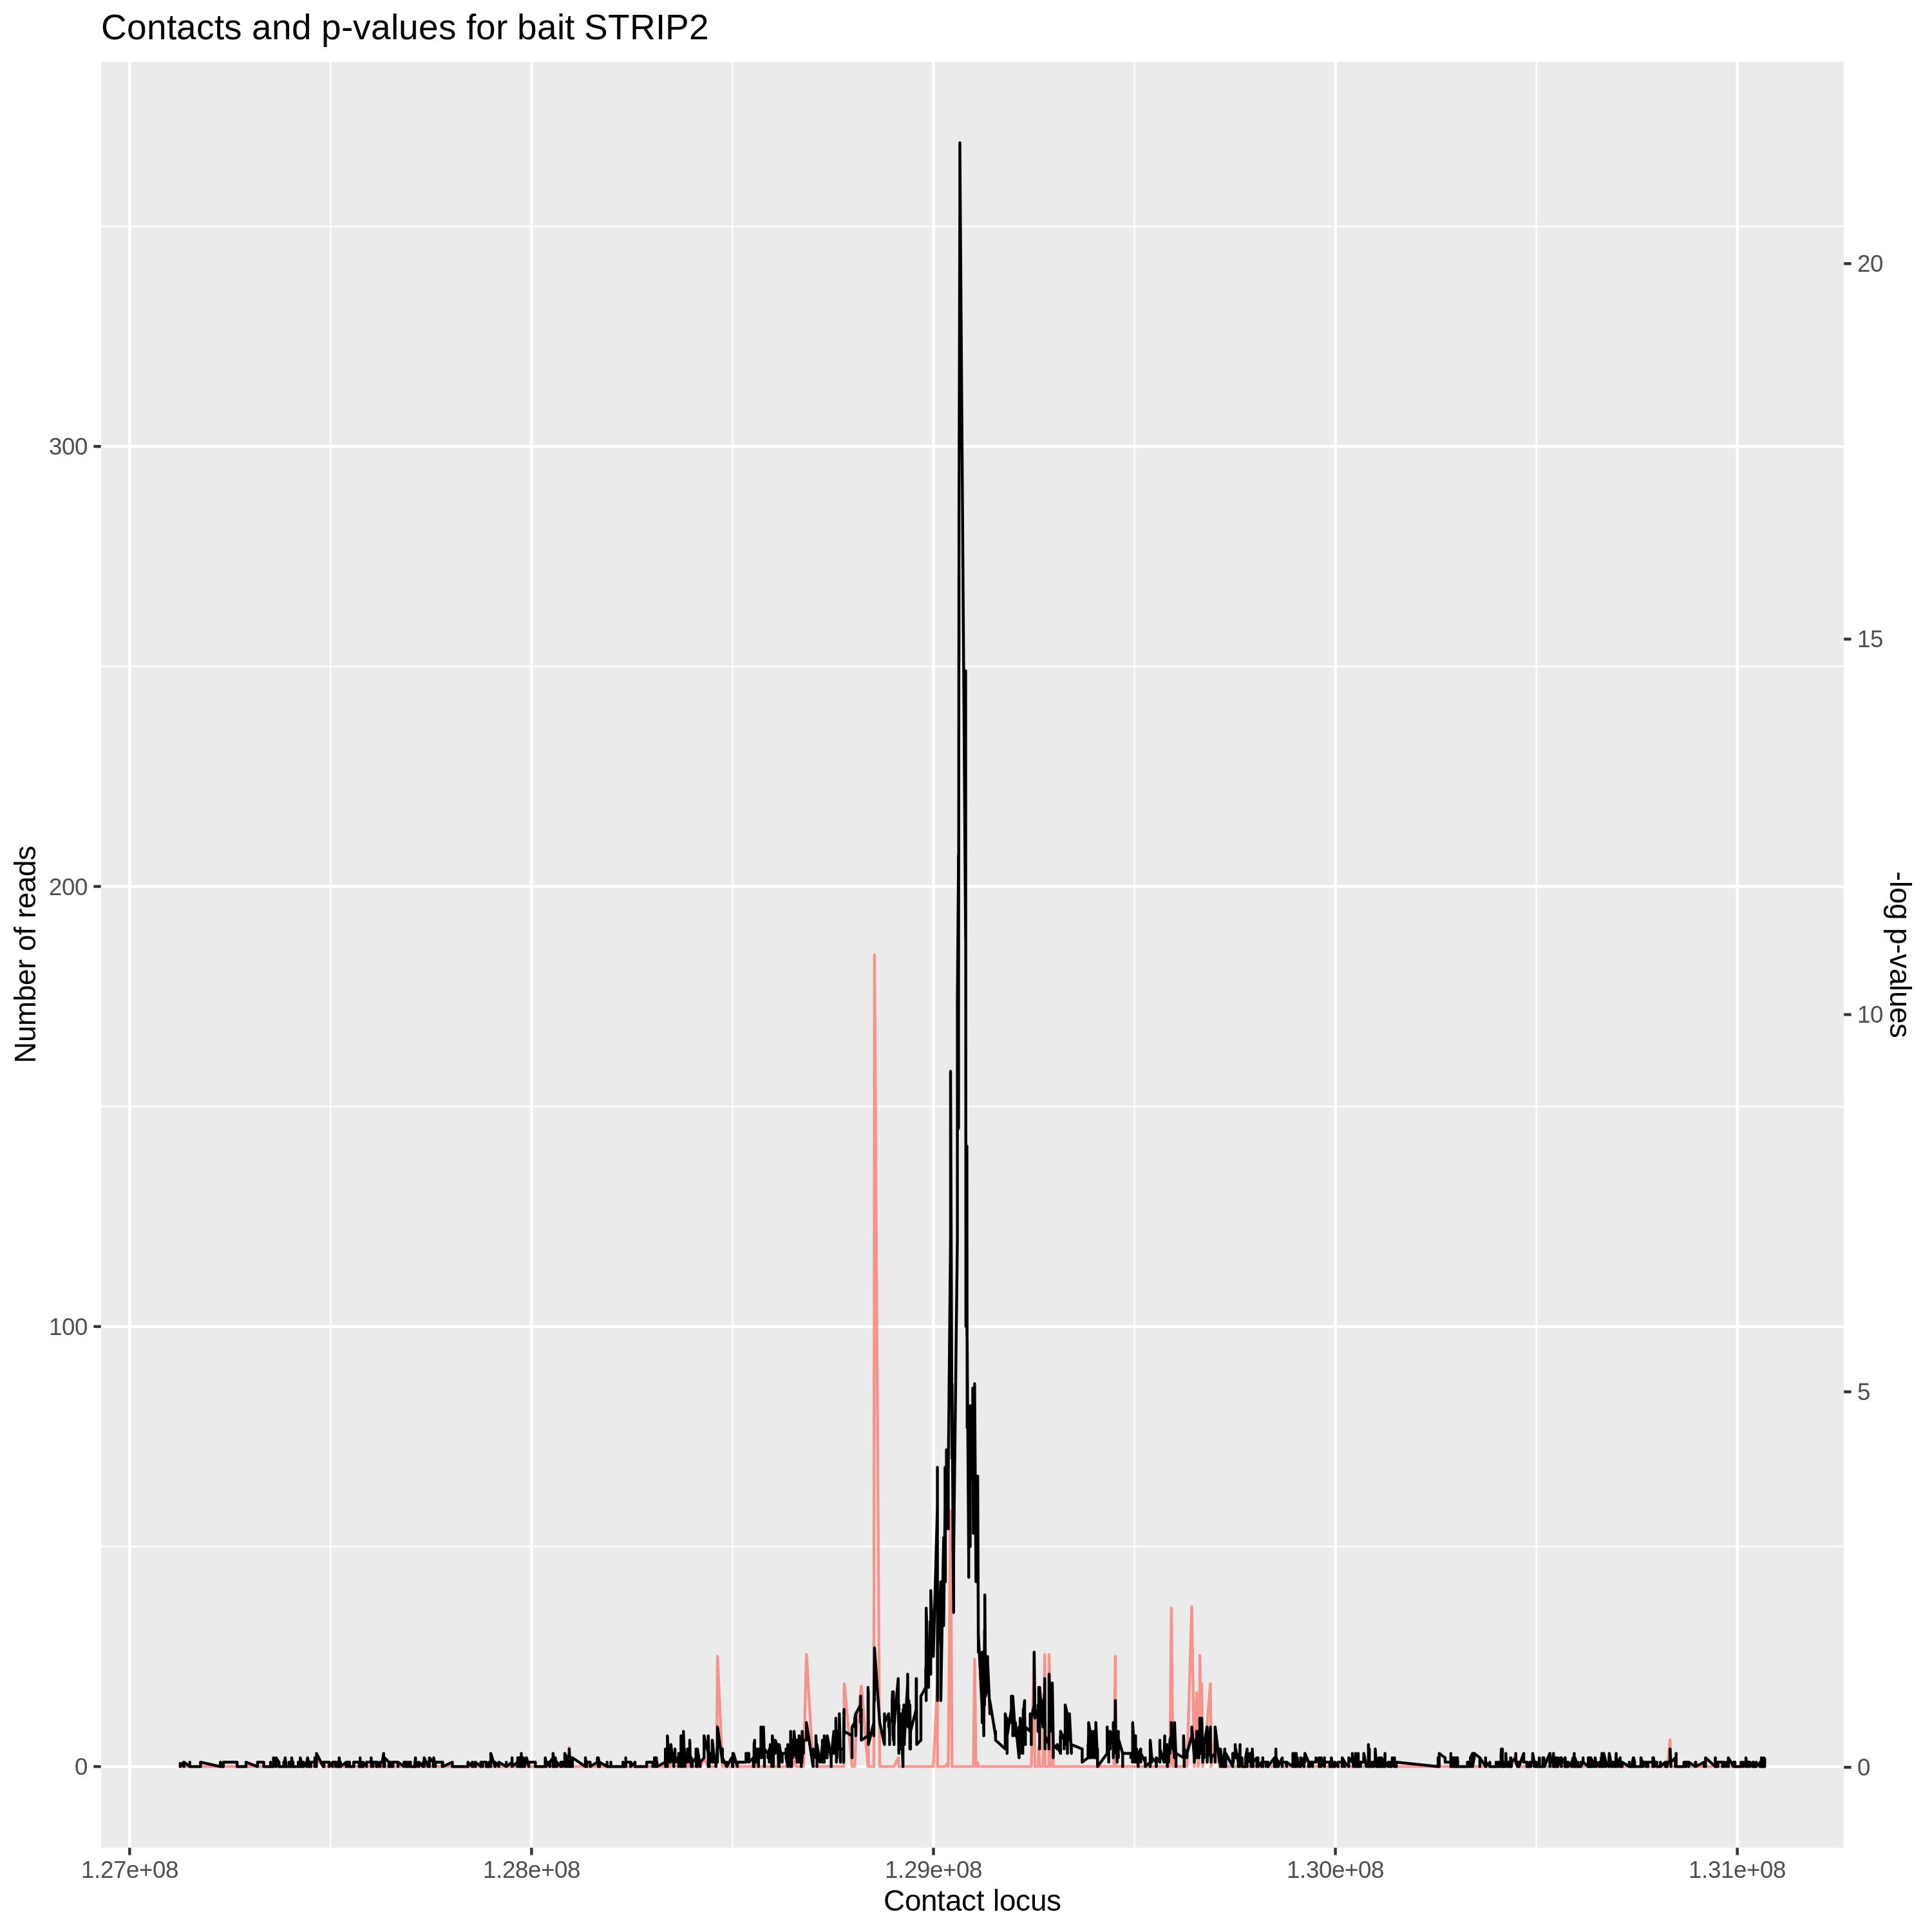 Contacts and p-values for bait STRIP2
Number of reads
300
200
100
0
20
15
10
5
0
-log p-values
1.27e+08 1.28e+08 1.29e+08 1.30e+08 1.31e+08
Contact locus